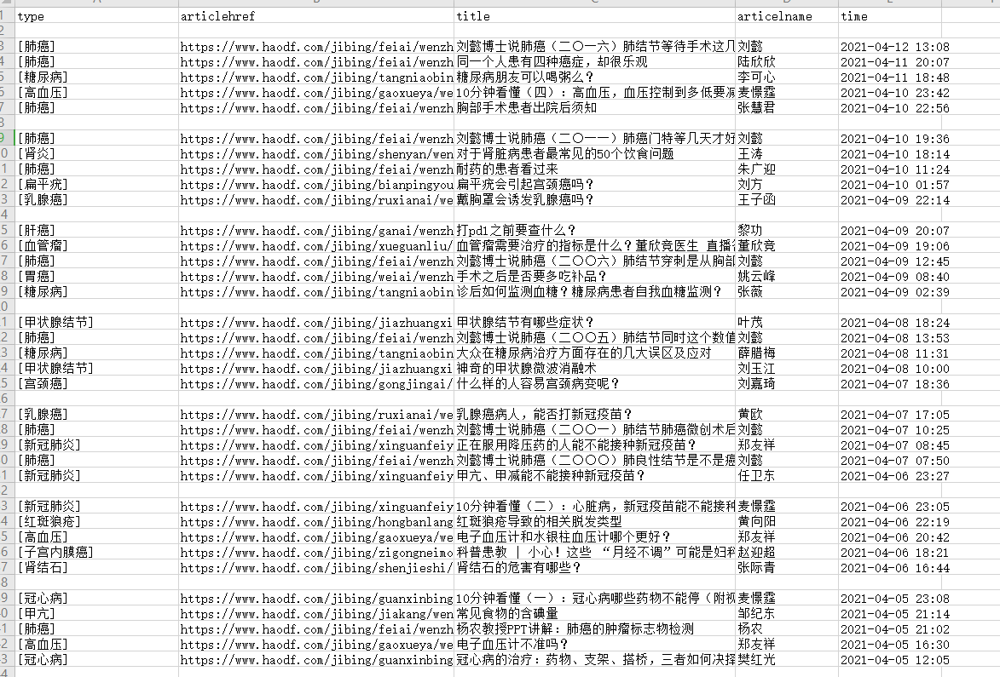 type articlehref title articelname time
[肺癌] https://www.haodf.com/jibing/feiai/wenzh 刘懿博士说肺癌（二〇一六）肺结节等待手术这几 刘懿 2021-04-12 13:08
[肺癌] https://www.haodf.com/jibing/feiai/wenzh 同一个人患有四种癌症，却很乐观 陆欣欣 2021-04-11 20:07
[糖尿病] https://www.haodf.com/jibing/tangniaobin 糖尿病朋友可以喝粥么？ 李可心 2021-04-11 18:48
[高血压] https://www.haodf.com/jibing/gaoxueya/we 10分钟看懂（四）：高血压，血压控制到多低要减 麦憬霆 2021-04-10 23:42
[肺癌] https://www.haodf.com/jibing/feiai/wenzh 胸部手术患者出院后须知 张慧君 2021-04-10 22:56
[肺癌] https://www.haodf.com/jibing/feiai/wenzh 刘懿博士说肺癌（二〇一一）肺癌门特等几天才好 刘懿 2021-04-10 19:36
[肾炎] https://www.haodf.com/jibing/shenyan/wen 对于肾脏病患者最常见的50个饮食问题 王涛 2021-04-10 18:14
[肺癌] https://www.haodf.com/jibing/feiai/wenzh 耐药的患者看过来 朱广迎 2021-04-10 11:24
[扁平疣] https://www.haodf.com/jibing/bianpingyou 扁平疣会引起宫颈癌吗？ 刘方 2021-04-10 01:57
[乳腺癌] https://www.haodf.com/jibing/ruxianai/we 戴胸罩会诱发乳腺癌吗？ 王子函 2021-04-09 22:14
[肝癌] https://www.haodf.com/jibing/ganai/wenzh 打pd1之前要查什么？ 黎功 2021-04-09 20:07
[血管瘤] https://www.haodf.com/jibing/xueguanliu/ 血管瘤需要治疗的指标是什么？董欣竞医生 直播 董欣竞 2021-04-09 19:06
[肺癌] https://www.haodf.com/jibing/feiai/wenzh 刘懿博士说肺癌（二〇〇六）肺结节穿刺是从胸部 刘懿 2021-04-09 12:45
[胃癌] https://www.haodf.com/jibing/weiai/wenzh 手术之后是否要多吃补品？ 姚云峰 2021-04-09 08:40
[糖尿病] https://www.haodf.com/jibing/tangniaobin 诊后如何监测血糖？糖尿病患者自我血糖监测？ 张薇 2021-04-09 02:39
[甲状腺结节] https://www.haodf.com/jibing/jiazhuangxi 甲状腺结节有哪些症状？ 叶茂 2021-04-08 18:24
[肺癌] https://www.haodf.com/jibing/feiai/wenzh 刘懿博士说肺癌（二〇〇五）肺结节同时这个数值 刘懿 2021-04-08 13:53
[糖尿病] https://www.haodf.com/jibing/tangniaobin 大众在糖尿病治疗方面存在的几大误区及应对 薛腊梅 2021-04-08 11:31
[甲状腺结节] https://www.haodf.com/jibing/jiazhuangxi 神奇的甲状腺微波消融术 刘玉江 2021-04-08 10:00
[宫颈癌] https://www.haodf.com/jibing/gongjingai/ 什么样的人容易宫颈病变呢？ 刘嘉琦 2021-04-07 18:36
[乳腺癌] https://www.haodf.com/jibing/ruxianai/we 乳腺癌病人，能否打新冠疫苗？ 黄欧 2021-04-07 17:05
[肺癌] https://www.haodf.com/jibing/feiai/wenzh 刘懿博士说肺癌（二〇〇一）肺结节肺癌微创术后 刘懿 2021-04-07 10:25
[新冠肺炎] https://www.haodf.com/jibing/xinguanfeiy 正在服用降压药的人能不能接种新冠疫苗？ 郑友祥 2021-04-07 08:45
[肺癌] https://www.haodf.com/jibing/feiai/wenzh 刘懿博士说肺癌（二〇〇〇）肺良性结节是不是癌 刘懿 2021-04-07 07:50
[新冠肺炎] https://www.haodf.com/jibing/xinguanfeiy 甲亢、甲减能不能接种新冠疫苗？ 任卫东 2021-04-06 23:27
[新冠肺炎] https://www.haodf.com/jibing/xinguanfeiy 10分钟看懂（二）：心脏病，新冠疫苗能不能接种 麦憬霆 2021-04-06 23:05
[红斑狼疮] https://www.haodf.com/jibing/hongbanlang 红斑狼疮导致的相关脱发类型 黄向阳 2021-04-06 22:19
[高血压] https://www.haodf.com/jibing/gaoxueya/we 电子血压计和水银柱血压计哪个更好？ 郑友祥 2021-04-06 20:42
[子宫内膜癌] https://www.haodf.com/jibing/zigongneimo 科普患教 | 小心！这些 “月经不调”可能是妇科 赵迎超 2021-04-06 18:21
[肾结石] https://www.haodf.com/jibing/shenjieshi/ 肾结石的危害有哪些？ 张际青 2021-04-06 16:44
[冠心病] https://www.haodf.com/jibing/guanxinbing 10分钟看懂（一）：冠心病哪些药物不能停（附视 麦憬霆 2021-04-05 23:08
[甲亢] https://www.haodf.com/jibing/jiakang/wen 常见食物的含碘量 邹纪东 2021-04-05 21:14
[肺癌] https://www.haodf.com/jibing/feiai/wenzh 杨农教授PPT讲解：肺癌的肿瘤标志物检测 杨农 2021-04-05 21:02
[高血压] https://www.haodf.com/jibing/gaoxueya/we 电子血压计不准吗？ 郑友祥 2021-04-05 16:30
[冠心病] https://www.haodf.com/jibing/guanxinbing 冠心病的治疗：药物、支架、搭桥，三者如何决择 樊红光 2021-04-05 12:05